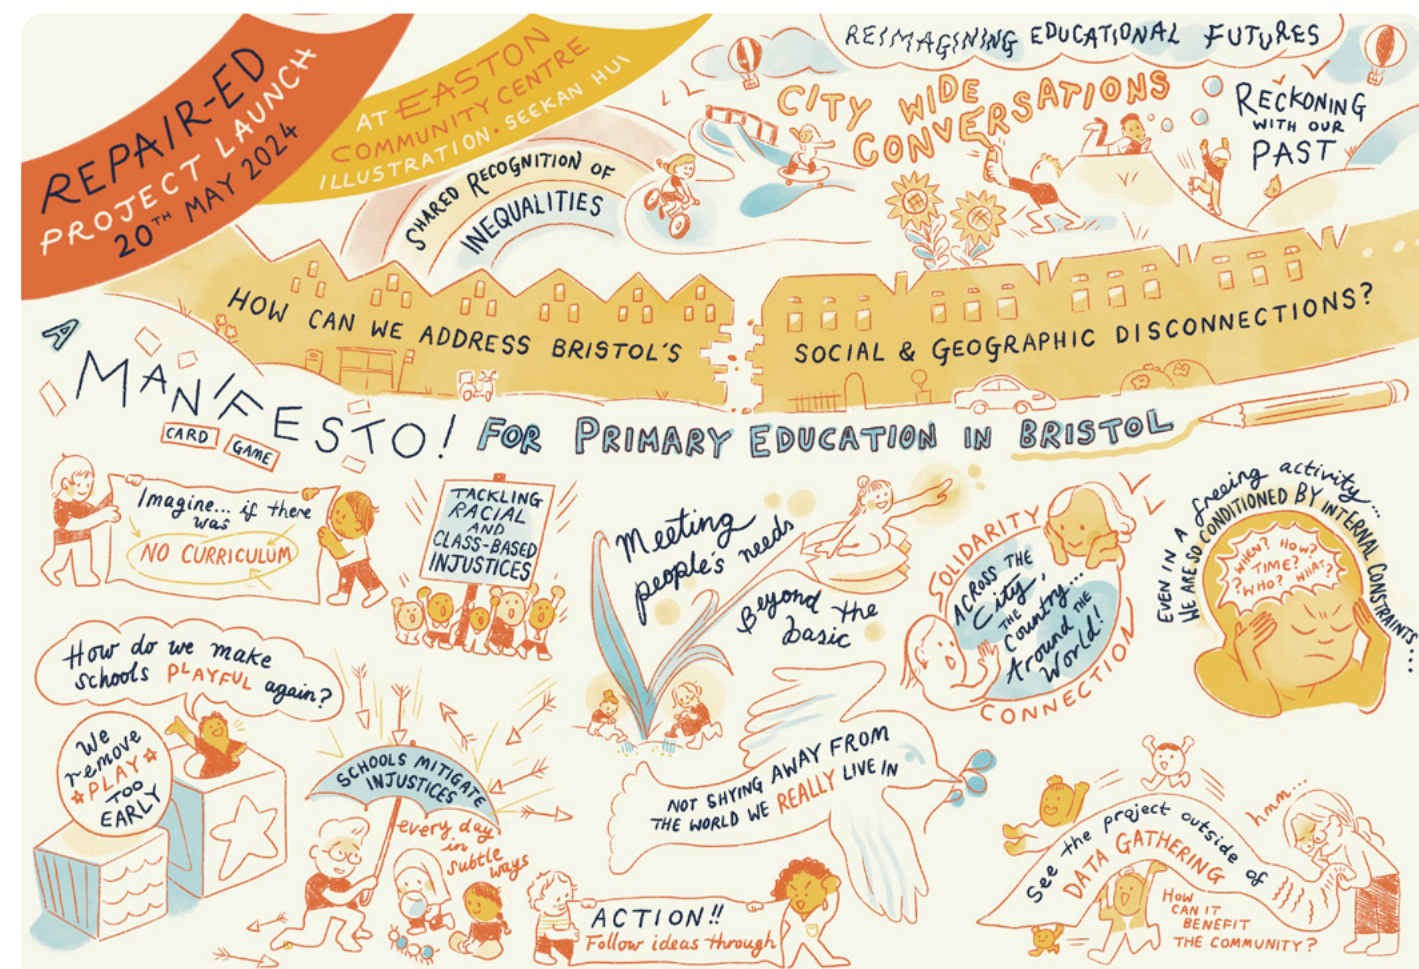 REPAIR-ED
PROJECT LAUNCH
20TH MAY 2024
AT EASTON
COMMUNITY CENTRE
ILLUSTRATION • SEEKAN HUI
REIMAGINING EDUCATIONAL FUTURES
CITY WIDE
CONVERSATIONS
RECKONING
WITH OUR
PAST
SHARED RECOGNITION OF
INEQUALITIES
HOW CAN WE ADDRESS BRISTOL'S
SOCIAL & GEOGRAPHIC DISCONNECTIONS?
A
MANIFESTO!
CARD GAME
FOR PRIMARY EDUCATION IN BRISTOL
Imagine... if there
was
NO CURRICULUM
TACKLING
RACIAL
AND
CLASS-BASED
INJUSTICES
Meeting
people's needs
Beyond the
basic
SOLIDARITY
ACROSS THE
City,
THE
Country...
Around THE
World!
CONNECTION
EVEN IN A freeing activity...
WE ARE SO CONDITIONED BY INTERNAL CONSTRAINTS...
WHEN? HOW?
TIME?
?WHO? WHAT?
How do we make
schools PLAYFUL again?
We
remove
PLAY
TOO
EARLY
SCHOOLS MITIGATE
INJUSTICES
every day
in
subtle
ways
NOT SHYING AWAY FROM
THE WORLD WE REALLY LIVE IN
ACTION!!
Follow ideas through
See the project outside of
DATA GATHERING
hmm...
HOW
CAN IT
BENEFIT
THE COMMUNITY?